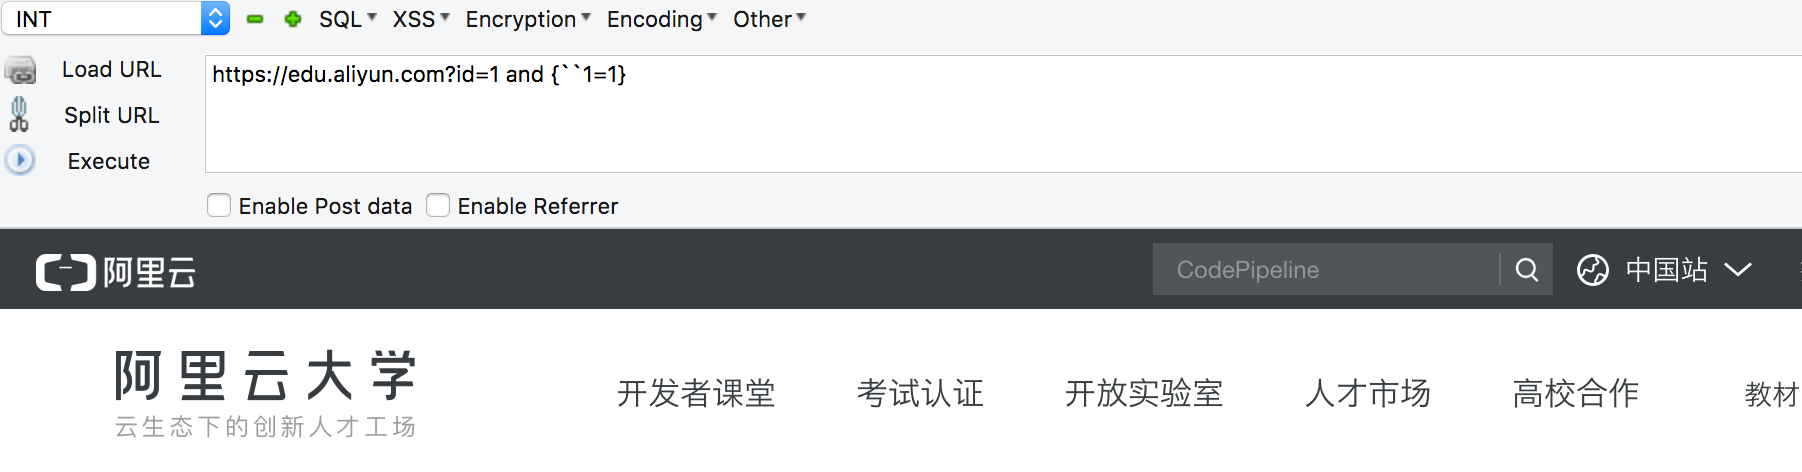 INT SQL XSS Encryption Encoding Other
Load URL
https://edu.aliyun.com?id=1 and {``1=1}
Split URL
Execute
Enable Post data Enable Referrer
阿里云 CodePipeline 中国站
阿里云大学
开发者课堂 考试认证 开放实验室 人才市场 高校合作 教材
云生态下的创新人才工场